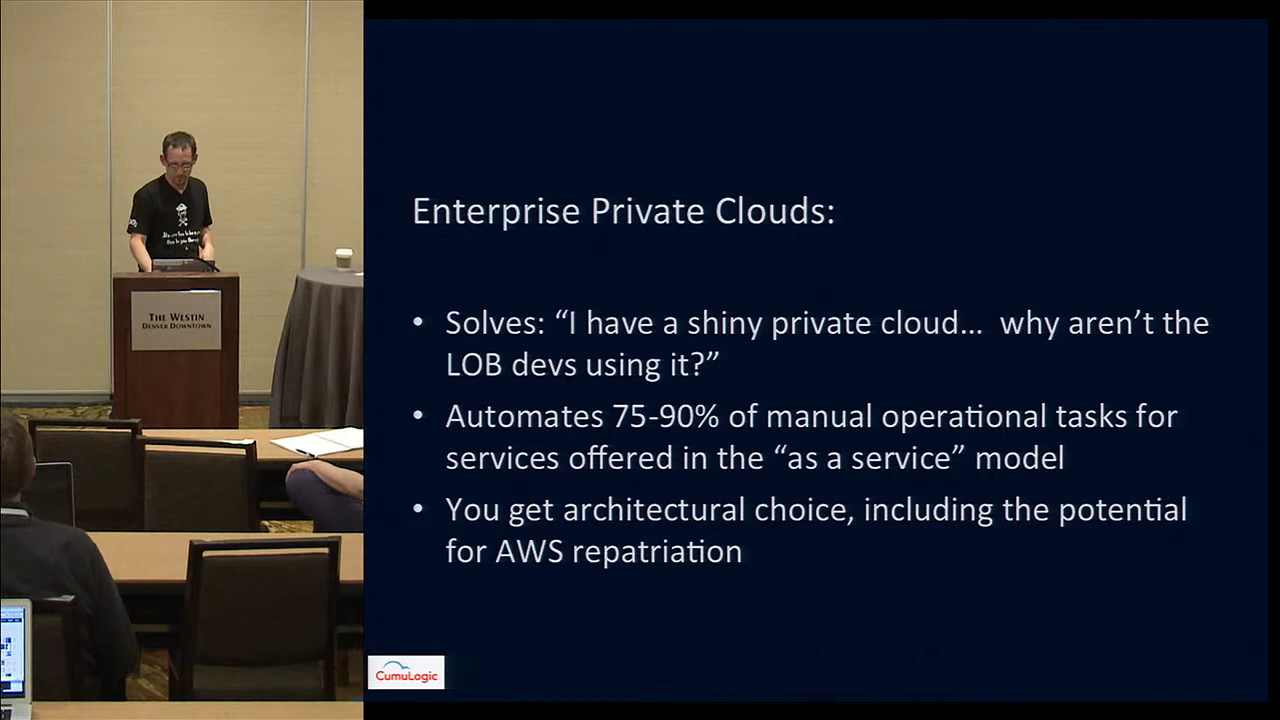 THE WESTIN
DENVER DOWNTOWN
Enterprise Private Clouds:
• Solves: “I have a shiny private cloud… why aren’t the
LOB devs using it?”
• Automates 75-90% of manual operational tasks for
services offered in the “as a service” model
• You get architectural choice, including the potential
for AWS repatriation
CumuLogic